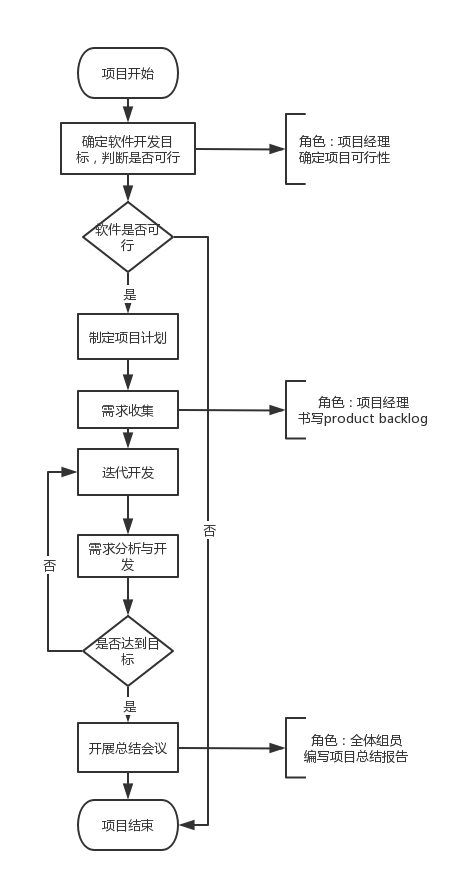 项目开始
确定软件开发目
标，判断是否可行
角色：项目经理
确定项目可行性
软件是否可
行
是
制定项目计划
需求收集
角色：项目经理
书写product backlog
迭代开发
否
需求分析与开
发
否
是否达到目
标
是
开展总结会议
角色：全体组员
编写项目总结报告
项目结束